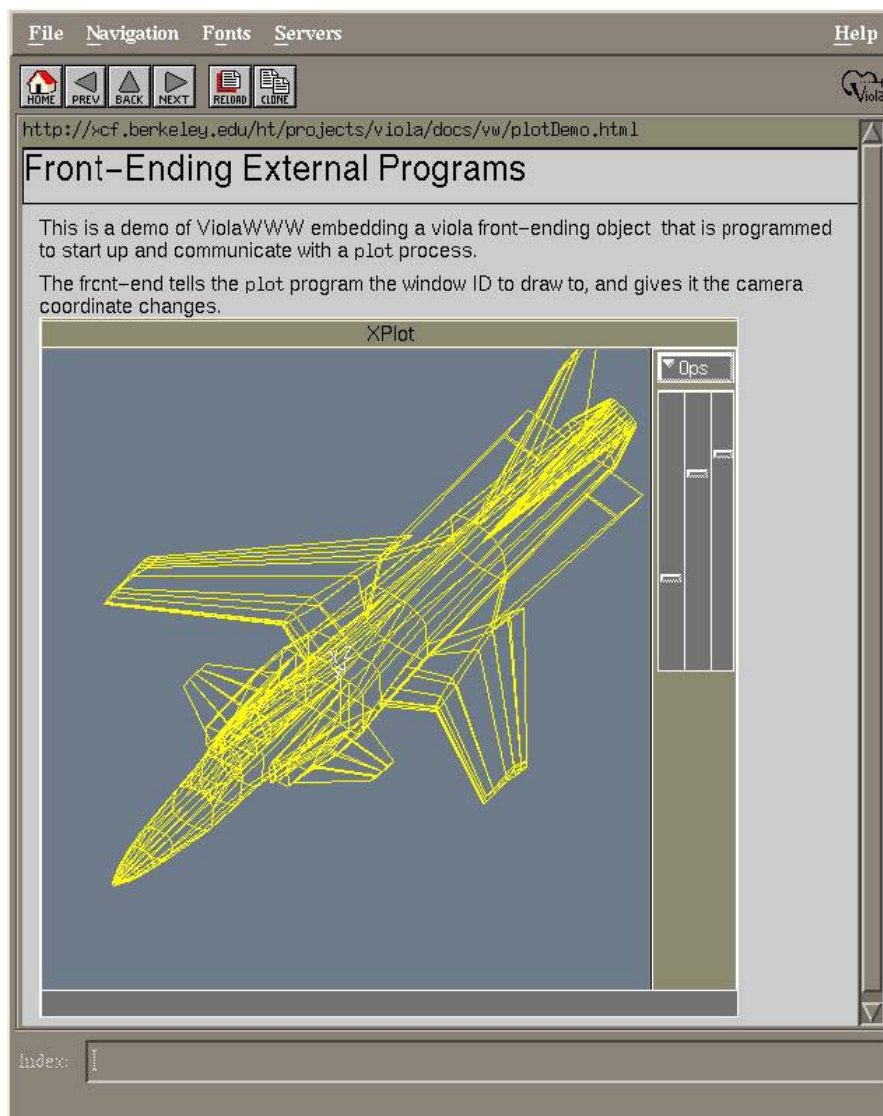 File Navigation Fonts Servers Help
HOME PREV BACK NEXT RELOAD CLONE Viola
http://xcf.berkeley.edu/ht/projects/viola/docs/vw/plotDemo.html
Front-Ending External Programs
This is a demo of ViolaWWW embedding a viola front-ending object that is programmed
to start up and communicate with a plot process.
The front-end tells the plot program the window ID to draw to, and gives it the camera
coordinate changes.
XPlot
Ops
Index: